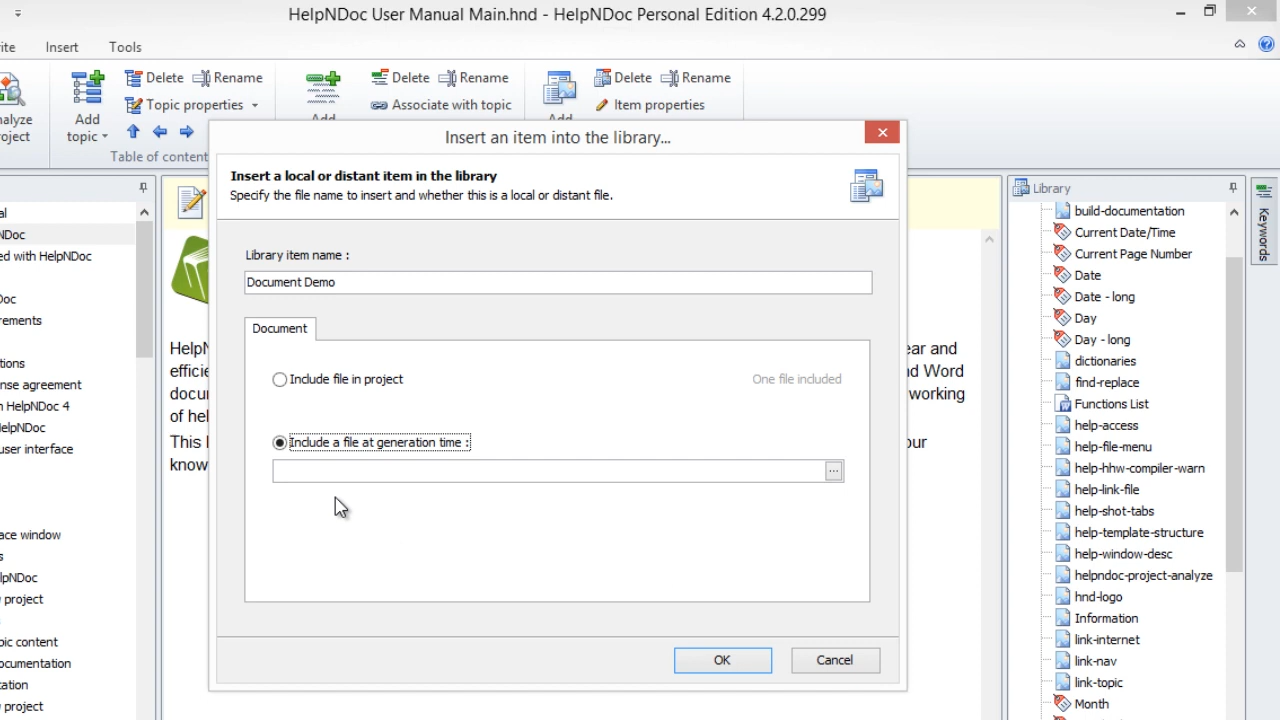 HelpNDoc User Manual Main.hnd - HelpNDoc Personal Edition 4.2.0.299
ite Insert Tools
nalyze
oject
Add
topic
Delete Rename
Topic properties
Table of content
Add
Delete Rename
Associate with topic
Add
Delete Rename
Item properties
Insert an item into the library...
Insert a local or distant item in the library
Specify the file name to insert and whether this is a local or distant file.
Library item name :
Document Demo
Document
Include file in project One file included
Include a file at generation time :
...
OK Cancel
al
NDoc
ed with HelpNDoc
Doc
rements
tions
nse agreement
n HelpNDoc 4
elpNDoc
user interface
ace window
s
lpNDoc
project
pic content
ocumentation
tation
project
HelpN
efficie
docu
of hel
This
know
ear and
d Word
working
our
Library
build-documentation
Current Date/Time
Current Page Number
Date
Date - long
Day
Day - long
dictionaries
find-replace
Functions List
help-access
help-file-menu
help-hhw-compiler-warn
help-link-file
help-shot-tabs
help-template-structure
help-window-desc
helpndoc-project-analyze
hnd-logo
Information
link-internet
link-nav
link-topic
Month
Keywords